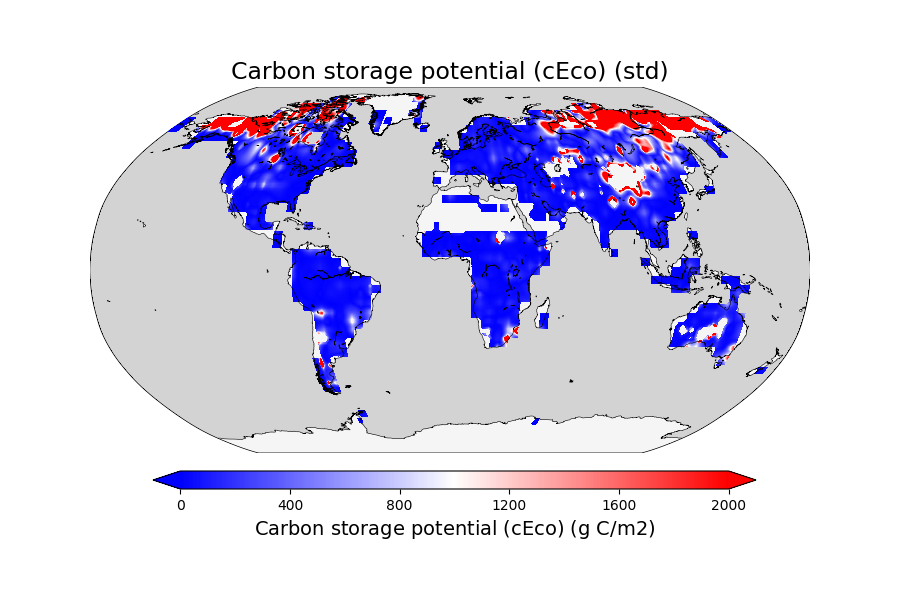 Carbon storage potential (cEco) (std)
0 400 800 1200 1600 2000
Carbon storage potential (cEco) (g C/m2)